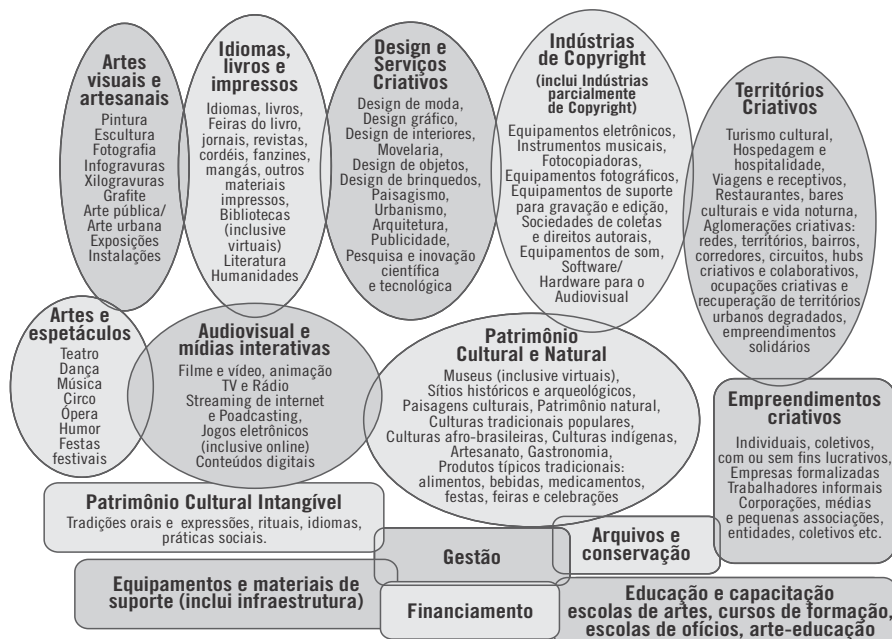 Artes
visuais e
artesanais
Pintura
Escultura
Fotografia
Infogravuras
Xilogravuras
Grafite
Arte pública/
Arte urbana
Exposições
Instalações
Idiomas,
livros e
impressos
Idiomas, livros,
Feiras do livro,
jornais, revistas,
cordéis, fanzines,
mangás, outros
materiais
impressos,
Bibliotecas
(inclusive
virtuais)
Literatura
Humanidades
Design e
Serviços
Criativos
Design de moda,
Design gráfico,
Design de interiores,
Movelaria,
Design de objetos,
Design de brinquedos,
Paisagismo,
Urbanismo,
Arquitetura,
Publicidade,
Pesquisa e inovação
científica
e tecnológica
Indústrias
de Copyright
(inclui Indústrias
parcialmente
de Copyright)
Equipamentos eletrônicos,
Instrumentos musicais,
Fotocopiadoras,
Equipamentos fotográficos,
Equipamentos de suporte
para gravação e edição,
Sociedades de coletas
e direitos autorais,
Equipamentos de som,
Software/
Hardware para o
Audiovisual
Territórios
Criativos
Turismo cultural,
Hospedagem e
hospitalidade,
Viagens e receptivos,
Restaurantes, bares
culturais e vida noturna,
Aglomerações criativas:
redes, territórios, bairros,
corredores, circuitos, hubs
criativos e colaborativos,
ocupações criativas e
recuperação de territórios
urbanos degradados,
empreendimentos
solidários
Artes e
espetáculos
Teatro
Dança
Música
Circo
Ópera
Humor
Festas
festivais
Audiovisual e
mídias interativas
Filme e vídeo, animação
TV e Rádio
Streaming de internet
e Poadcasting,
Jogos eletrônicos
(inclusive online)
Conteúdos digitais
Patrimônio
Cultural e Natural
Museus (inclusive virtuais),
Sítios históricos e arqueológicos,
Paisagens culturais, Patrimônio natural,
Culturas tradicionais populares,
Culturas afro-brasileiras, Culturas indígenas,
Artesanato, Gastronomia,
Produtos típicos tradicionais:
alimentos, bebidas, medicamentos,
festas, feiras e celebrações
Empreendimentos
criativos
Individuais, coletivos,
com ou sem fins lucrativos,
Empresas formalizadas
Trabalhadores informais
Corporações, médias
e pequenas associações,
entidades, coletivos etc.
Patrimônio Cultural Intangível
Tradições orais e expressões, rituais, idiomas,
práticas sociais.
Gestão
Arquivos e
conservação
Equipamentos e materiais de
suporte (inclui infraestrutura)
Financiamento
Educação e capacitação
escolas de artes, cursos de formação,
escolas de ofícios, arte-educação